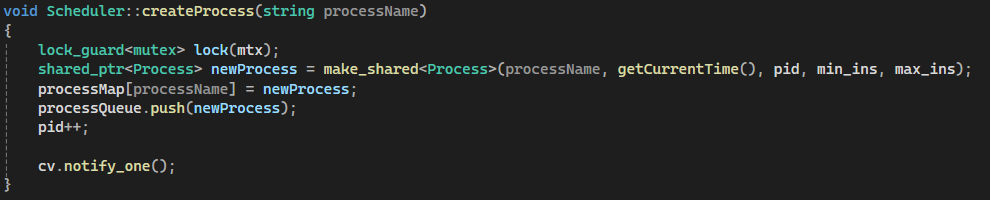 void Scheduler::createProcess(string processName)
{
    lock_guard<mutex> lock(mtx);
    shared_ptr<Process> newProcess = make_shared<Process>(processName, getCurrentTime(), pid, min_ins, max_ins);
    processMap[processName] = newProcess;
    processQueue.push(newProcess);
    pid++;

    cv.notify_one();
}